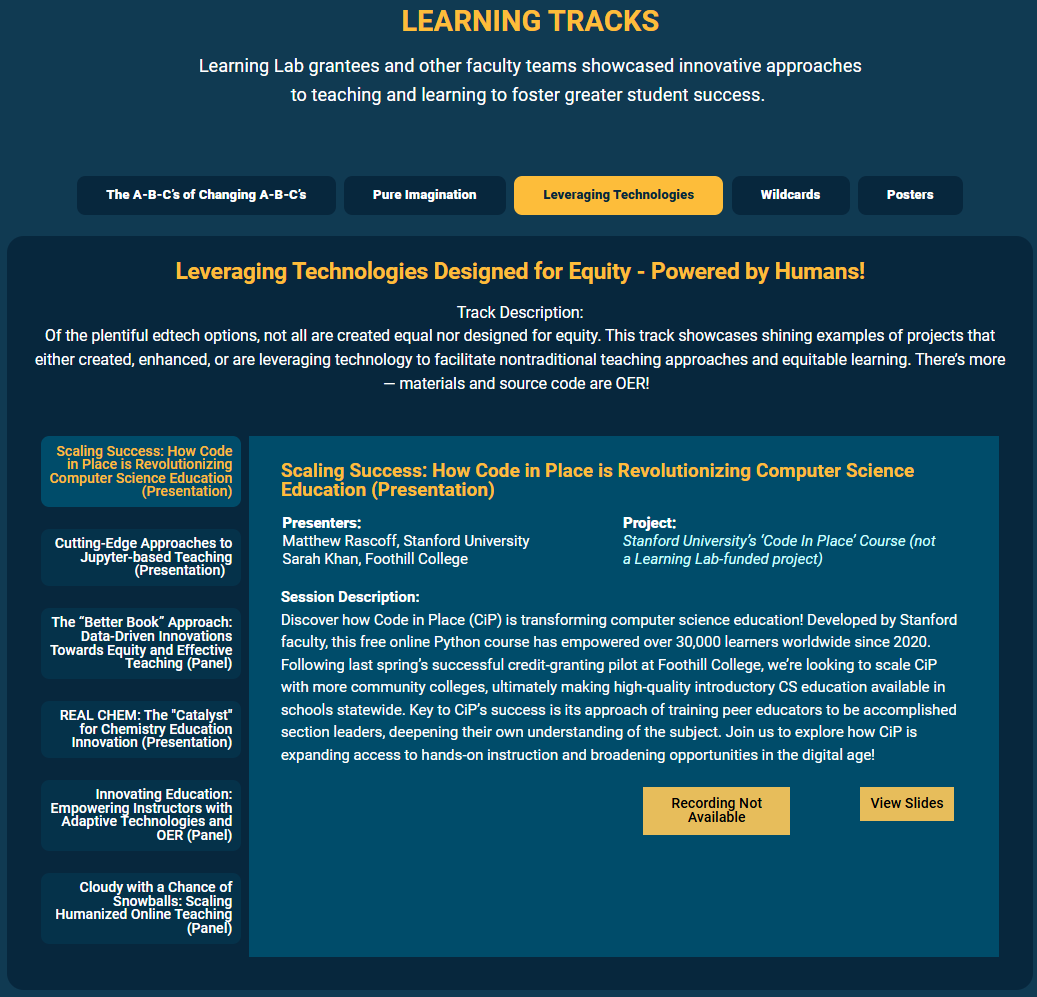 LEARNING TRACKS
Learning Lab grantees and other faculty teams showcased innovative approaches
to teaching and learning to foster greater student success.
The A-B-C’s of Changing A-B-C’s
Pure Imagination
Leveraging Technologies
Wildcards
Posters
Leveraging Technologies Designed for Equity - Powered by Humans!
Track Description:
Of the plentiful edtech options, not all are created equal nor designed for equity. This track showcases shining examples of projects that
either created, enhanced, or are leveraging technology to facilitate nontraditional teaching approaches and equitable learning. There’s more
— materials and source code are OER!
Scaling Success: How Code
in Place is Revolutionizing
Computer Science Education
(Presentation)
Cutting-Edge Approaches to
Jupyter-based Teaching
(Presentation)
The “Better Book” Approach:
Data-Driven Innovations
Towards Equity and Effective
Teaching (Panel)
REAL CHEM: The "Catalyst"
for Chemistry Education
Innovation (Presentation)
Innovating Education:
Empowering Instructors with
Adaptive Technologies and
OER (Panel)
Cloudy with a Chance of
Snowballs: Scaling
Humanized Online Teaching
(Panel)
Scaling Success: How Code in Place is Revolutionizing Computer Science
Education (Presentation)
Presenters:
Matthew Rascoff, Stanford University
Sarah Khan, Foothill College
Project:
Stanford University’s ‘Code In Place’ Course (not
a Learning Lab-funded project)
Session Description:
Discover how Code in Place (CiP) is transforming computer science education! Developed by Stanford
faculty, this free online Python course has empowered over 30,000 learners worldwide since 2020.
Following last spring’s successful credit-granting pilot at Foothill College, we’re looking to scale CiP
with more community colleges, ultimately making high-quality introductory CS education available in
schools statewide. Key to CiP’s success is its approach of training peer educators to be accomplished
section leaders, deepening their own understanding of the subject. Join us to explore how CiP is
expanding access to hands-on instruction and broadening opportunities in the digital age!
Recording Not
Available
View Slides